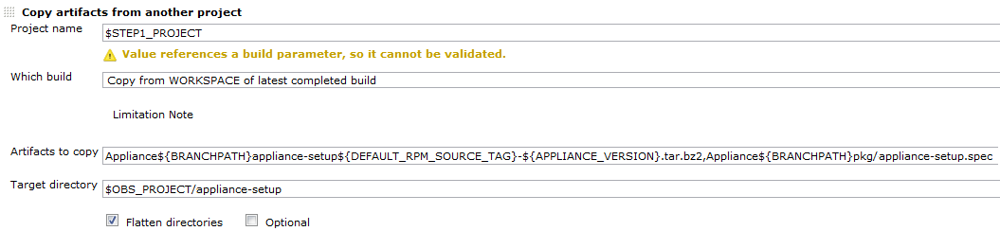 Copy artifacts from another project
Project name
$STEP1_PROJECT
Value references a build parameter, so it cannot be validated.
Which build
Copy from WORKSPACE of latest completed build
Limitation Note
Artifacts to copy
Appliance${BRANCHPATH}appliance-setup${DEFAULT_RPM_SOURCE_TAG}-${APPLIANCE_VERSION}.tar.bz2,Appliance${BRANCHPATH}pkg/appliance-setup.spec
Target directory
$OBS_PROJECT/appliance-setup
Flatten directories
Optional